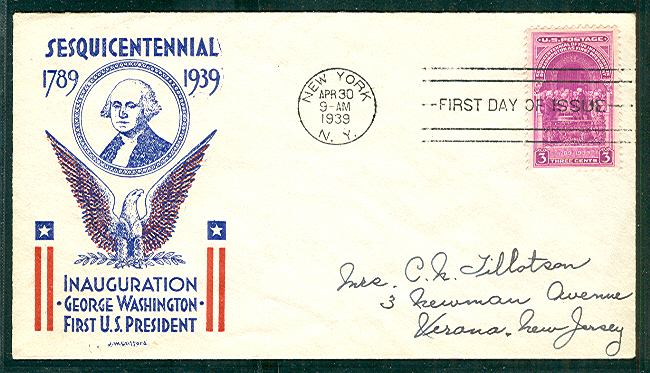 SESQUICENTENNIAL
1789 1939
INAUGURATION
·GEORGE WASHINGTON·
FIRST U.S. PRESIDENT
NEW YORK
APR 30
9-AM
1939
N. Y.
FIRST DAY OF ISSUE
U.S. POSTAGE
3 THREE CENTS 3
Mrs. C. K. Tillotson
3 Newman Avenue
Verona, New Jersey